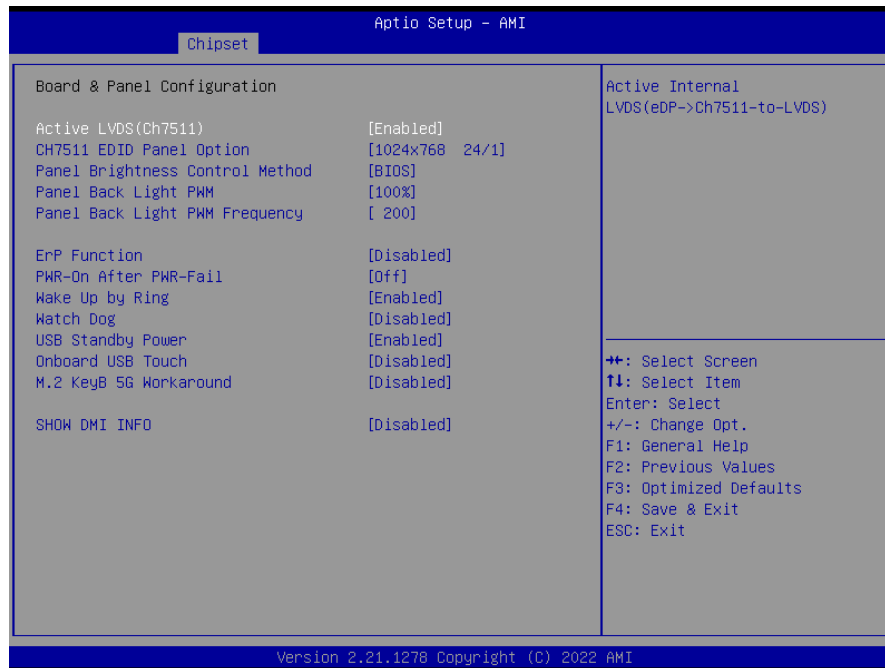 Aptio Setup – AMI
Chipset
Board & Panel Configuration
Active LVDS(Ch7511) [Enabled]
CH7511 EDID Panel Option [1024x768 24/1]
Panel Brightness Control Method [BIOS]
Panel Back Light PWM [100%]
Panel Back Light PWM Frequency [ 200]
ErP Function [Disabled]
PWR-On After PWR-Fail [Off]
Wake Up by Ring [Enabled]
Watch Dog [Disabled]
USB Standby Power [Enabled]
Onboard USB Touch [Disabled]
M.2 KeyB 5G Workaround [Disabled]
SHOW DMI INFO [Disabled]
Active Internal
LVDS(eDP->Ch7511-to-LVDS)
→←: Select Screen
↑↓: Select Item
Enter: Select
+/-: Change Opt.
F1: General Help
F2: Previous Values
F3: Optimized Defaults
F4: Save & Exit
ESC: Exit
Version 2.21.1278 Copyright (C) 2022 AMI